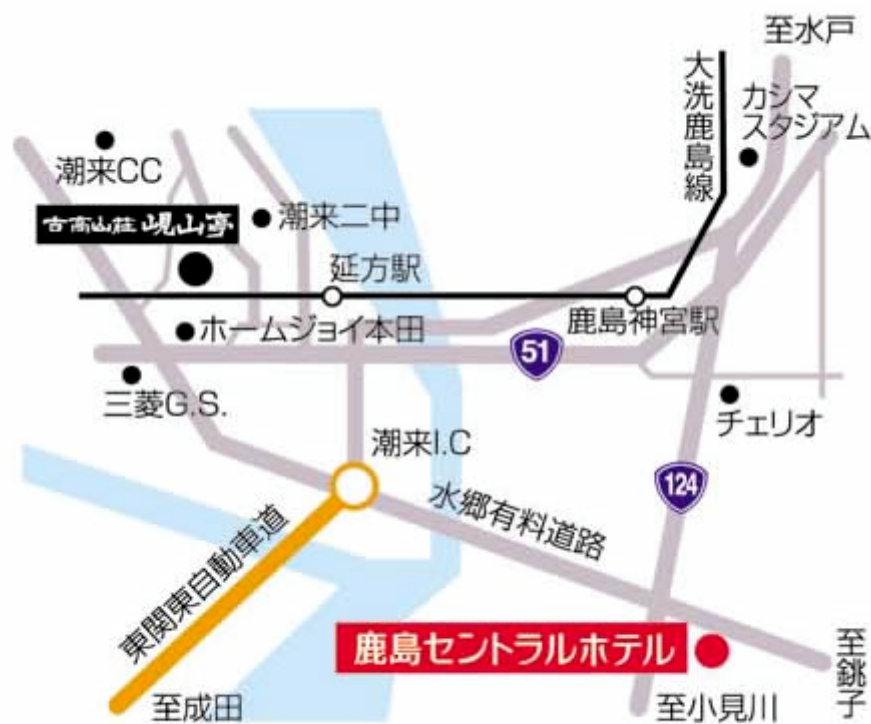 至水戸
大洗鹿島線
カシマ
スタジアム
潮来CC
古高山荘 峴山亭
潮来二中
延方駅
鹿島神宮駅
ホームジョイ本田
51
三菱G.S.
チェリオ
潮来I.C
124
水郷有料道路
東関東自動車道
鹿島セントラルホテル
至銚子
至成田
至小見川